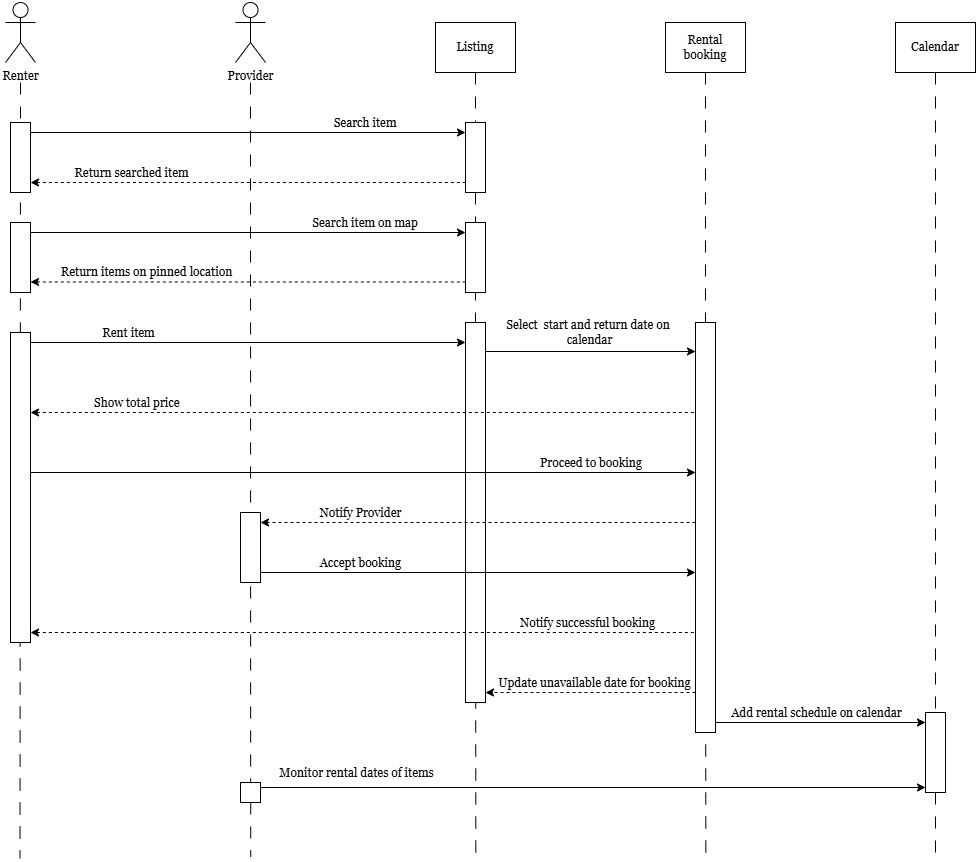 Renter
Provider
Listing
Rental
booking
Calendar
Search item
Return searched item
Search item on map
Return items on pinned location
Rent item
Select start and return date on
calendar
Show total price
Proceed to booking
Notify Provider
Accept booking
Notify successful booking
Update unavailable date for booking
Add rental schedule on calendar
Monitor rental dates of items